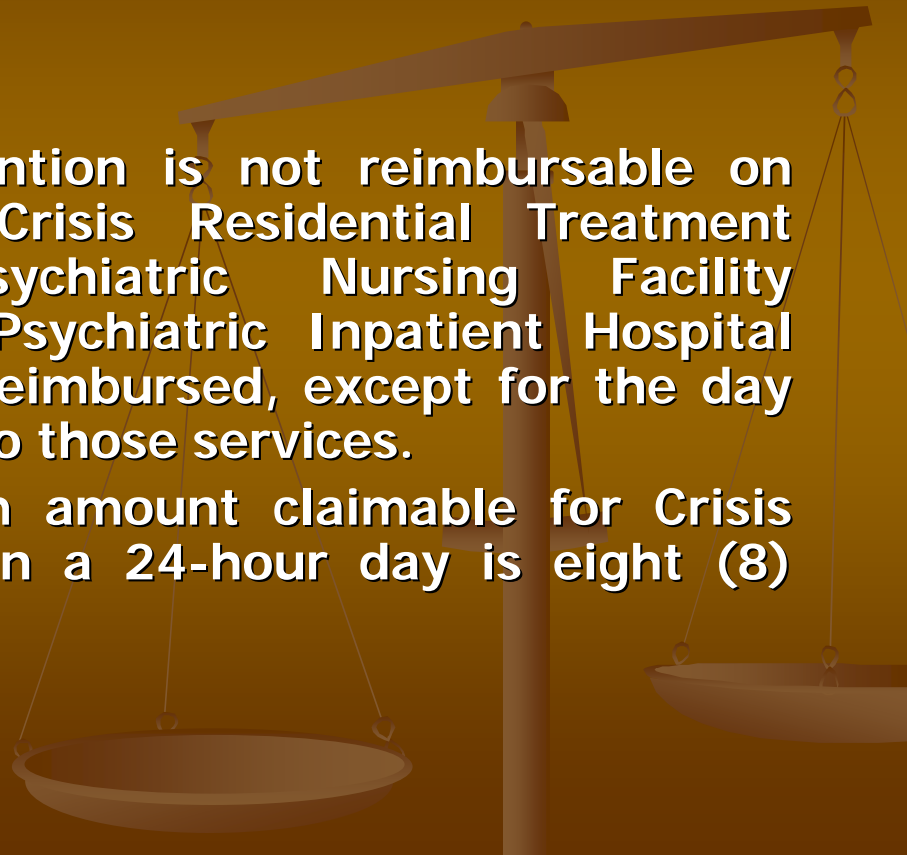 ntion is not reimbursable on
Crisis Residential Treatment
sychiatric Nursing Facility
Psychiatric Inpatient Hospital
eimbursed, except for the day
o those services.
n amount claimable for Crisis
n a 24-hour day is eight (8)